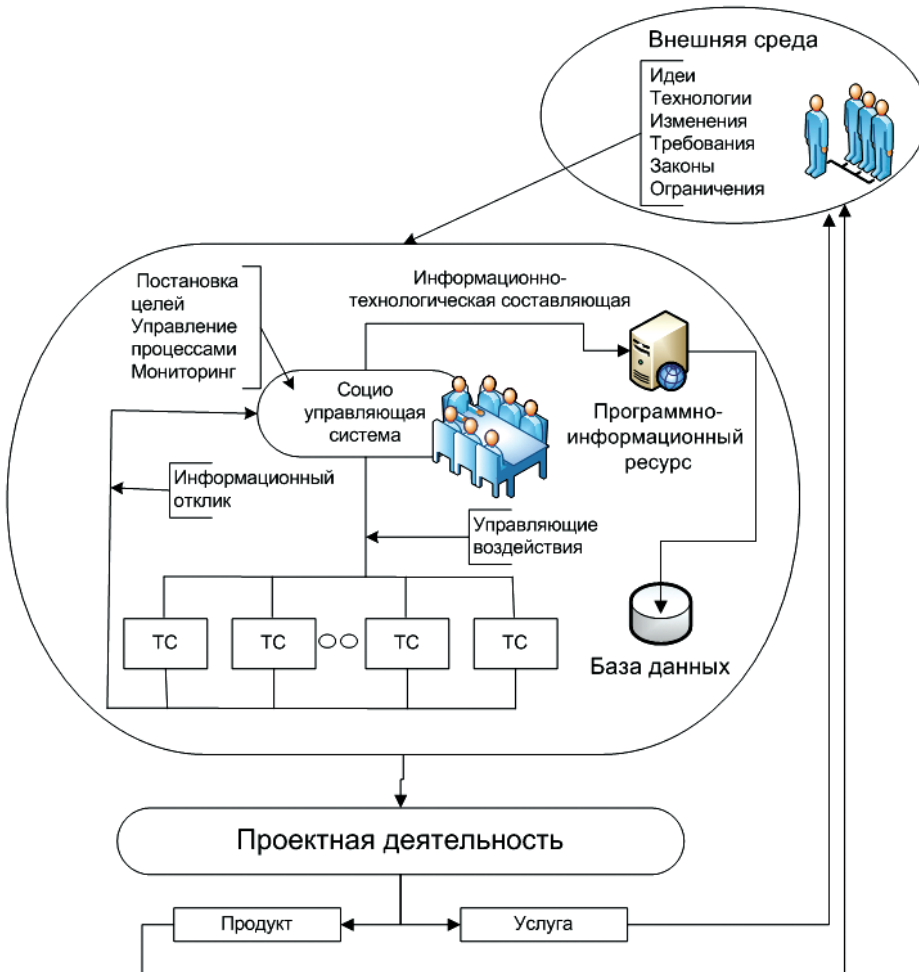 Внешняя среда
Идеи
Технологии
Изменения
Требования
Законы
Ограничения
Постановка
целей
Управление
процессами
Мониторинг
Информационно-
технологическая составляющая
Социо
управляющая
система
Программно-
информационный
ресурс
Информационный
отклик
Управляющие
воздействия
ТС
ТС
ТС
ТС
База данных
Проектная деятельность
Продукт
Услуга